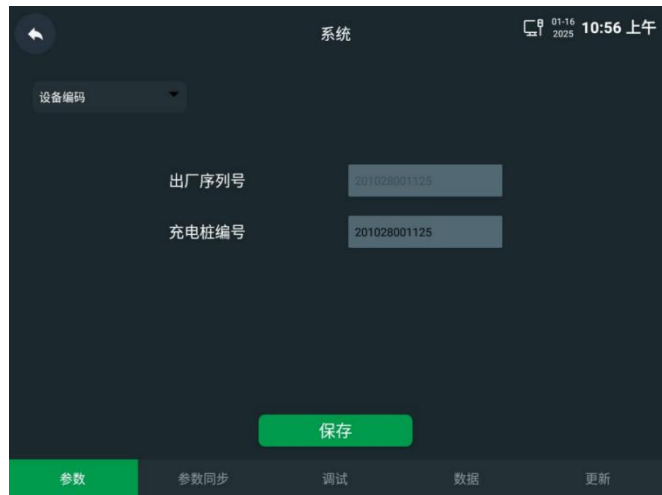 系统
01-16
2025
10:56 上午
设备编码
出厂序列号 201028001125
充电桩编号 201028001125
保存
参数 参数同步 调试 数据 更新